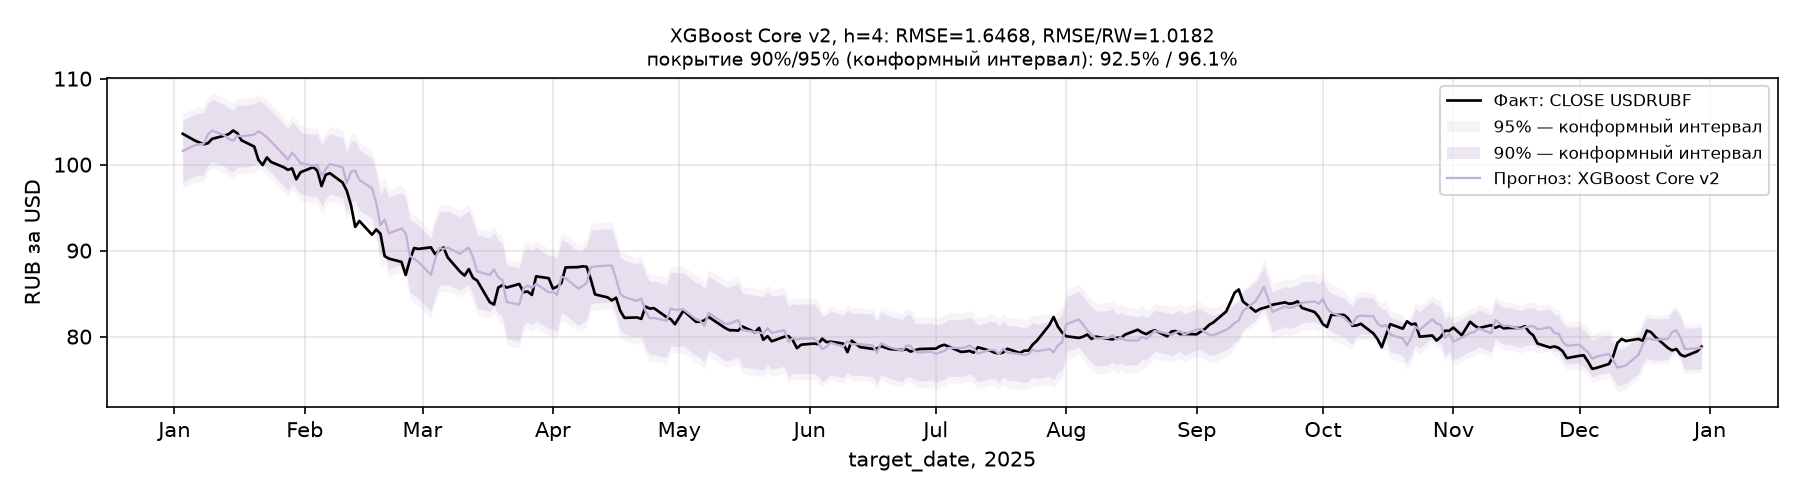 XGBoost Core v2, h=4: RMSE=1.6468, RMSE/RW=1.0182
покрытие 90%/95% (конформный интервал): 92.5% / 96.1%
110
100
90
80
RUB за USD
Факт: CLOSE USDRUBF
95% — конформный интервал
90% — конформный интервал
Прогноз: XGBoost Core v2
Jan Feb Mar Apr May Jun Jul Aug Sep Oct Nov Dec Jan
target_date, 2025